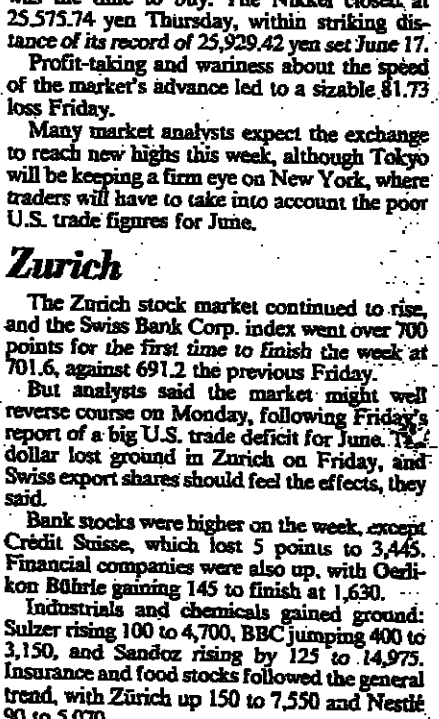 was the time to buy. The Nikkei closed at
25,575.74 yen Thursday, within striking dis-
tance of its record of 25,929.42 yen set June 17.
Profit-taking and wariness about the speed
of the market's advance led to a sizable 81.73
loss Friday.
Many market analysts expect the exchange
to reach new highs this week, although Tokyo
will be keeping a firm eye on New York, where
traders will have to take into account the poor
U.S. trade figures for June.
Zurich
The Zurich stock market continued to rise,
and the Swiss Bank Corp. index went over 700
points for the first time to finish the week at
701.6, against 691.2 the previous Friday.
But analysts said the market might well
reverse course on Monday, following Friday's
report of a big U.S. trade deficit for June. The
dollar lost ground in Zurich on Friday, and
Swiss export shares should feel the effects, they
said.
Bank stocks were higher on the week, except
Crédit Suisse, which lost 5 points to 3,445.
Financial companies were also up, with Oerli-
kon Bührle gaining 145 to finish at 1,630.
Industrials and chemicals gained ground:
Sulzer rising 100 to 4,700, BBC jumping 400 to
3,150, and Sandoz rising by 125 to 14,975.
Insurance and food stocks followed the general
trend, with Zürich up 150 to 7,550 and Nestlé
90 to 5,070